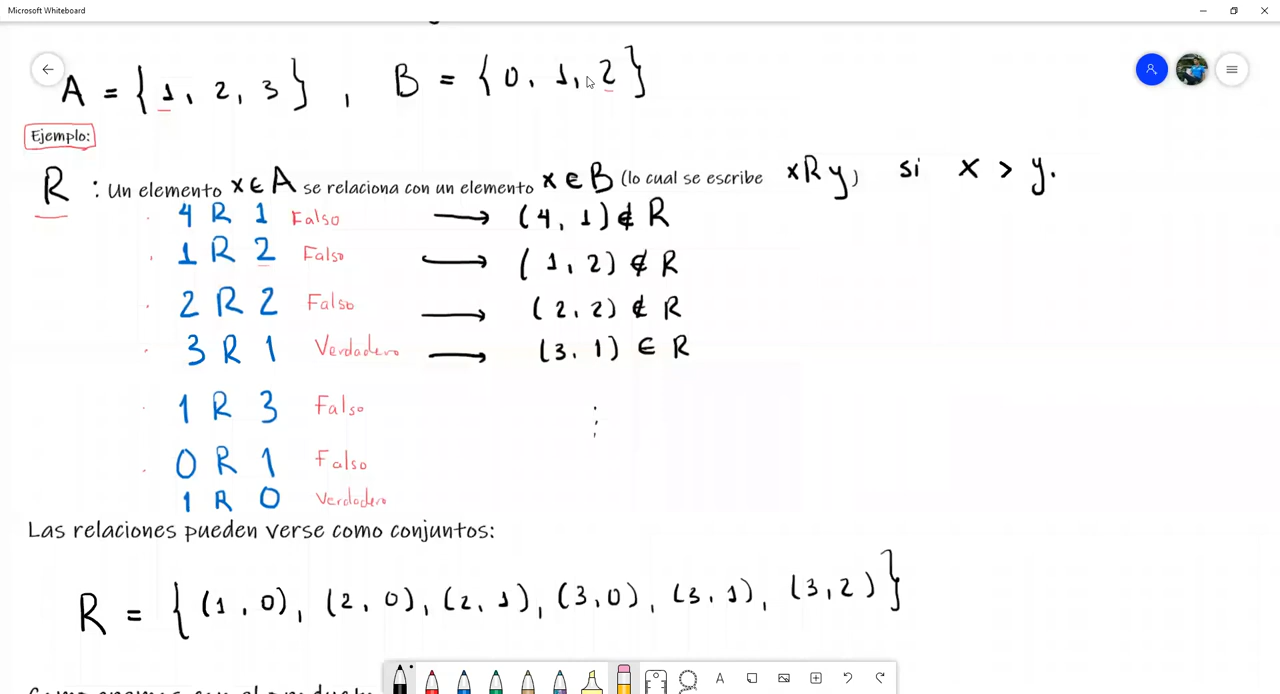 Microsoft Whiteboard
A = {1, 2, 3}, B = {0, 1, 2}
Ejemplo:
R : Un elemento x ∈ A se relaciona con un elemento x ∈ B (lo cual se escribe xRy) si x > y.
4 R 1 Falso → (4, 1) ∉ R
1 R 2 Falso → (1, 2) ∉ R
2 R 2 Falso → (2, 2) ∉ R
3 R 1 Verdadero → (3, 1) ∈ R
1 R 3 Falso ⋮
0 R 1 Falso
1 R 0 Verdadero
Las relaciones pueden verse como conjuntos:
R = {(1, 0), (2, 0), (2, 1), (3, 0), (3, 1), (3, 2)}